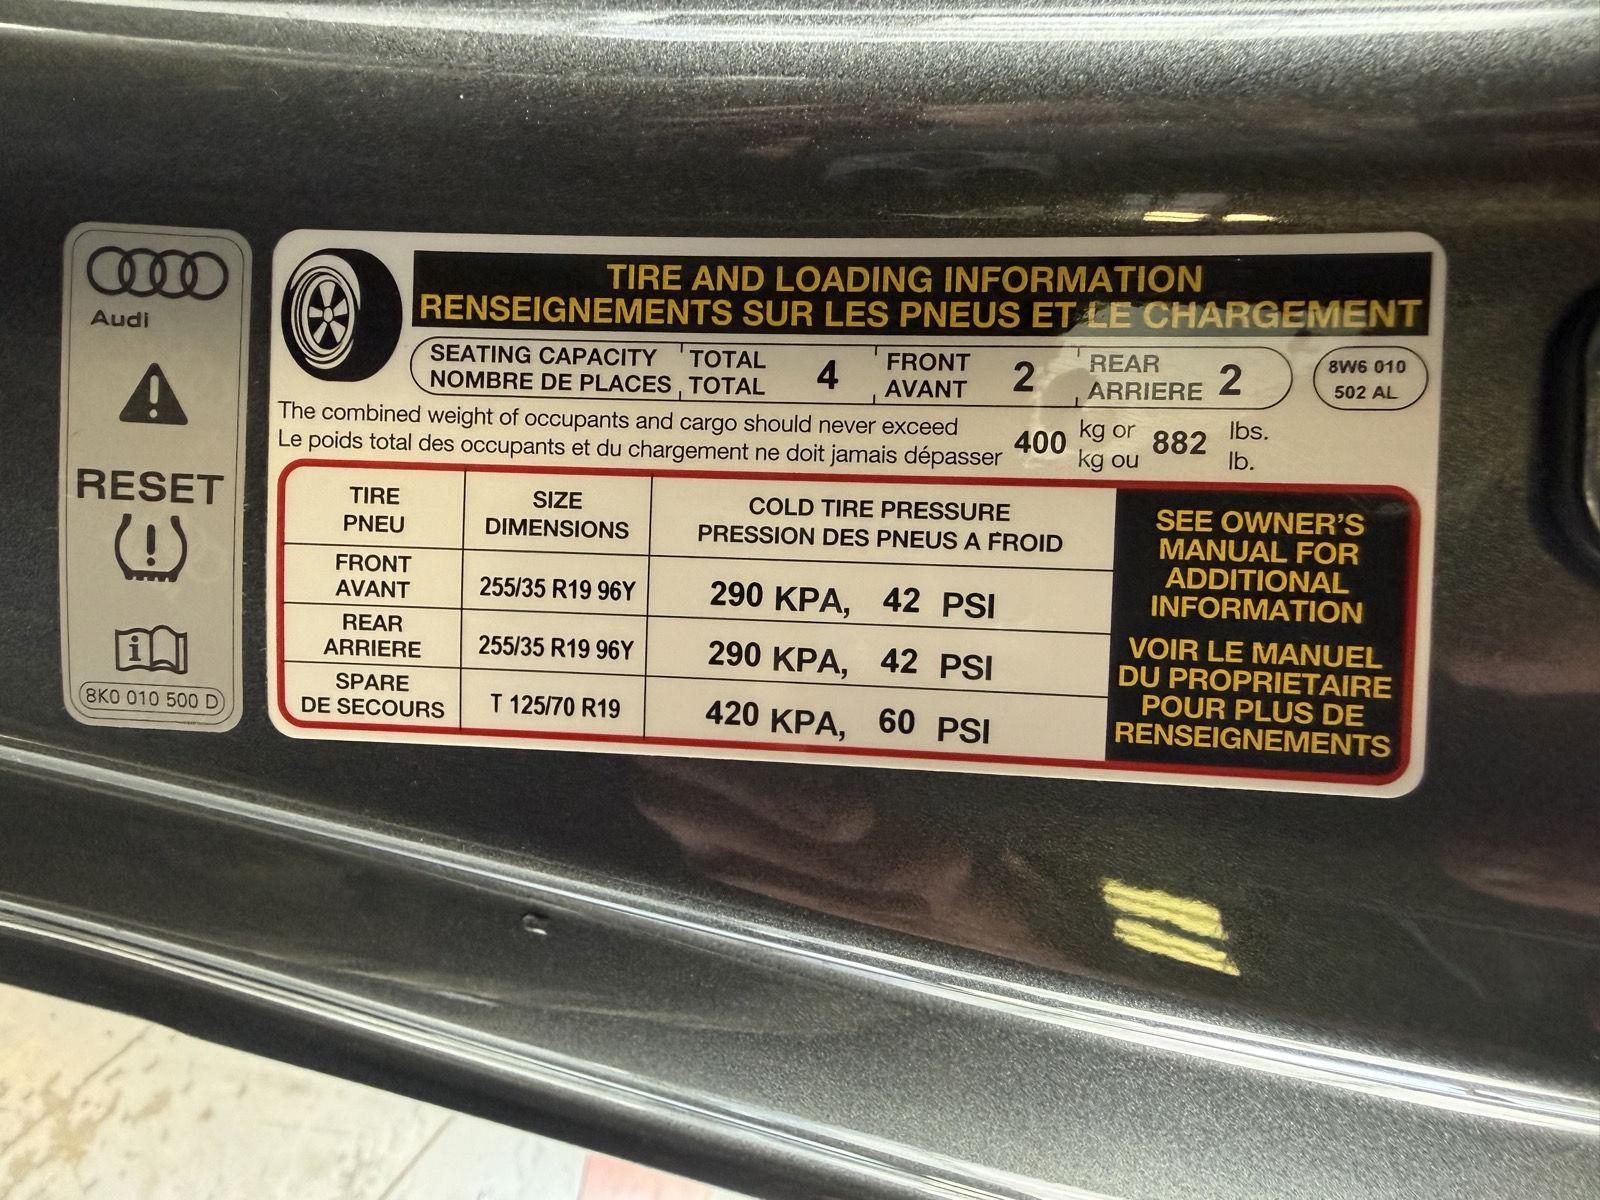 Audi
RESET
8K0 010 500 D
TIRE AND LOADING INFORMATION
RENSEIGNEMENTS SUR LES PNEUS ET LE CHARGEMENT
SEATING CAPACITY TOTAL 4 FRONT 2 REAR 2
NOMBRE DE PLACES TOTAL AVANT ARRIERE
8W6 010
502 AL
The combined weight of occupants and cargo should never exceed 400 kg or 882 lbs.
Le poids total des occupants et du chargement ne doit jamais dépasser kg ou lb.
TIRE SIZE COLD TIRE PRESSURE
PNEU DIMENSIONS PRESSION DES PNEUS A FROID
FRONT
AVANT 255/35 R19 96Y 290 KPA, 42 PSI
REAR
ARRIERE 255/35 R19 96Y 290 KPA, 42 PSI
SPARE
DE SECOURS T 125/70 R19 420 KPA, 60 PSI
SEE OWNER'S
MANUAL FOR
ADDITIONAL
INFORMATION
VOIR LE MANUEL
DU PROPRIETAIRE
POUR PLUS DE
RENSEIGNEMENTS